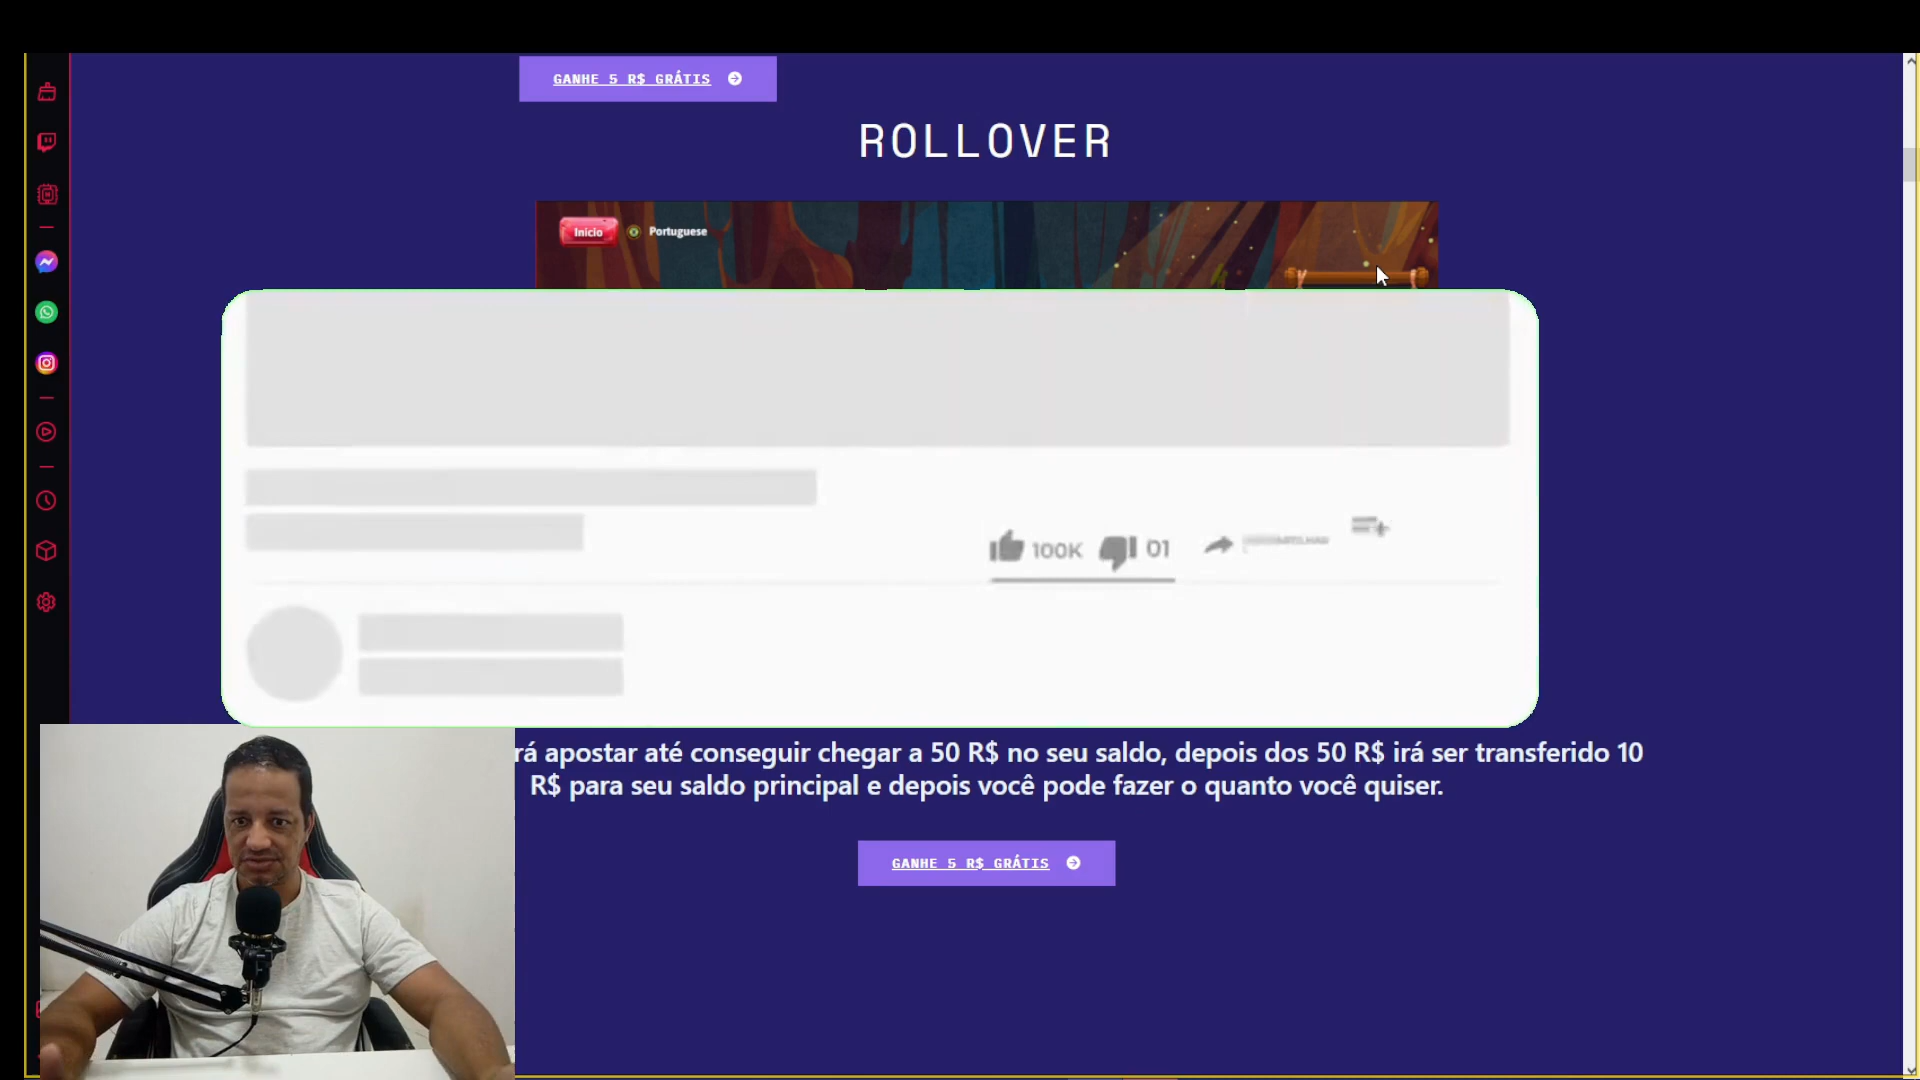 GANHE 5 R$ GRÁTIS
ROLLOVER
Início
Portuguese
100K
01
rá apostar até conseguir chegar a 50 R$ no seu saldo, depois dos 50 R$ irá ser transferido 10
R$ para seu saldo principal e depois você pode fazer o quanto você quiser.
GANHE 5 R$ GRÁTIS